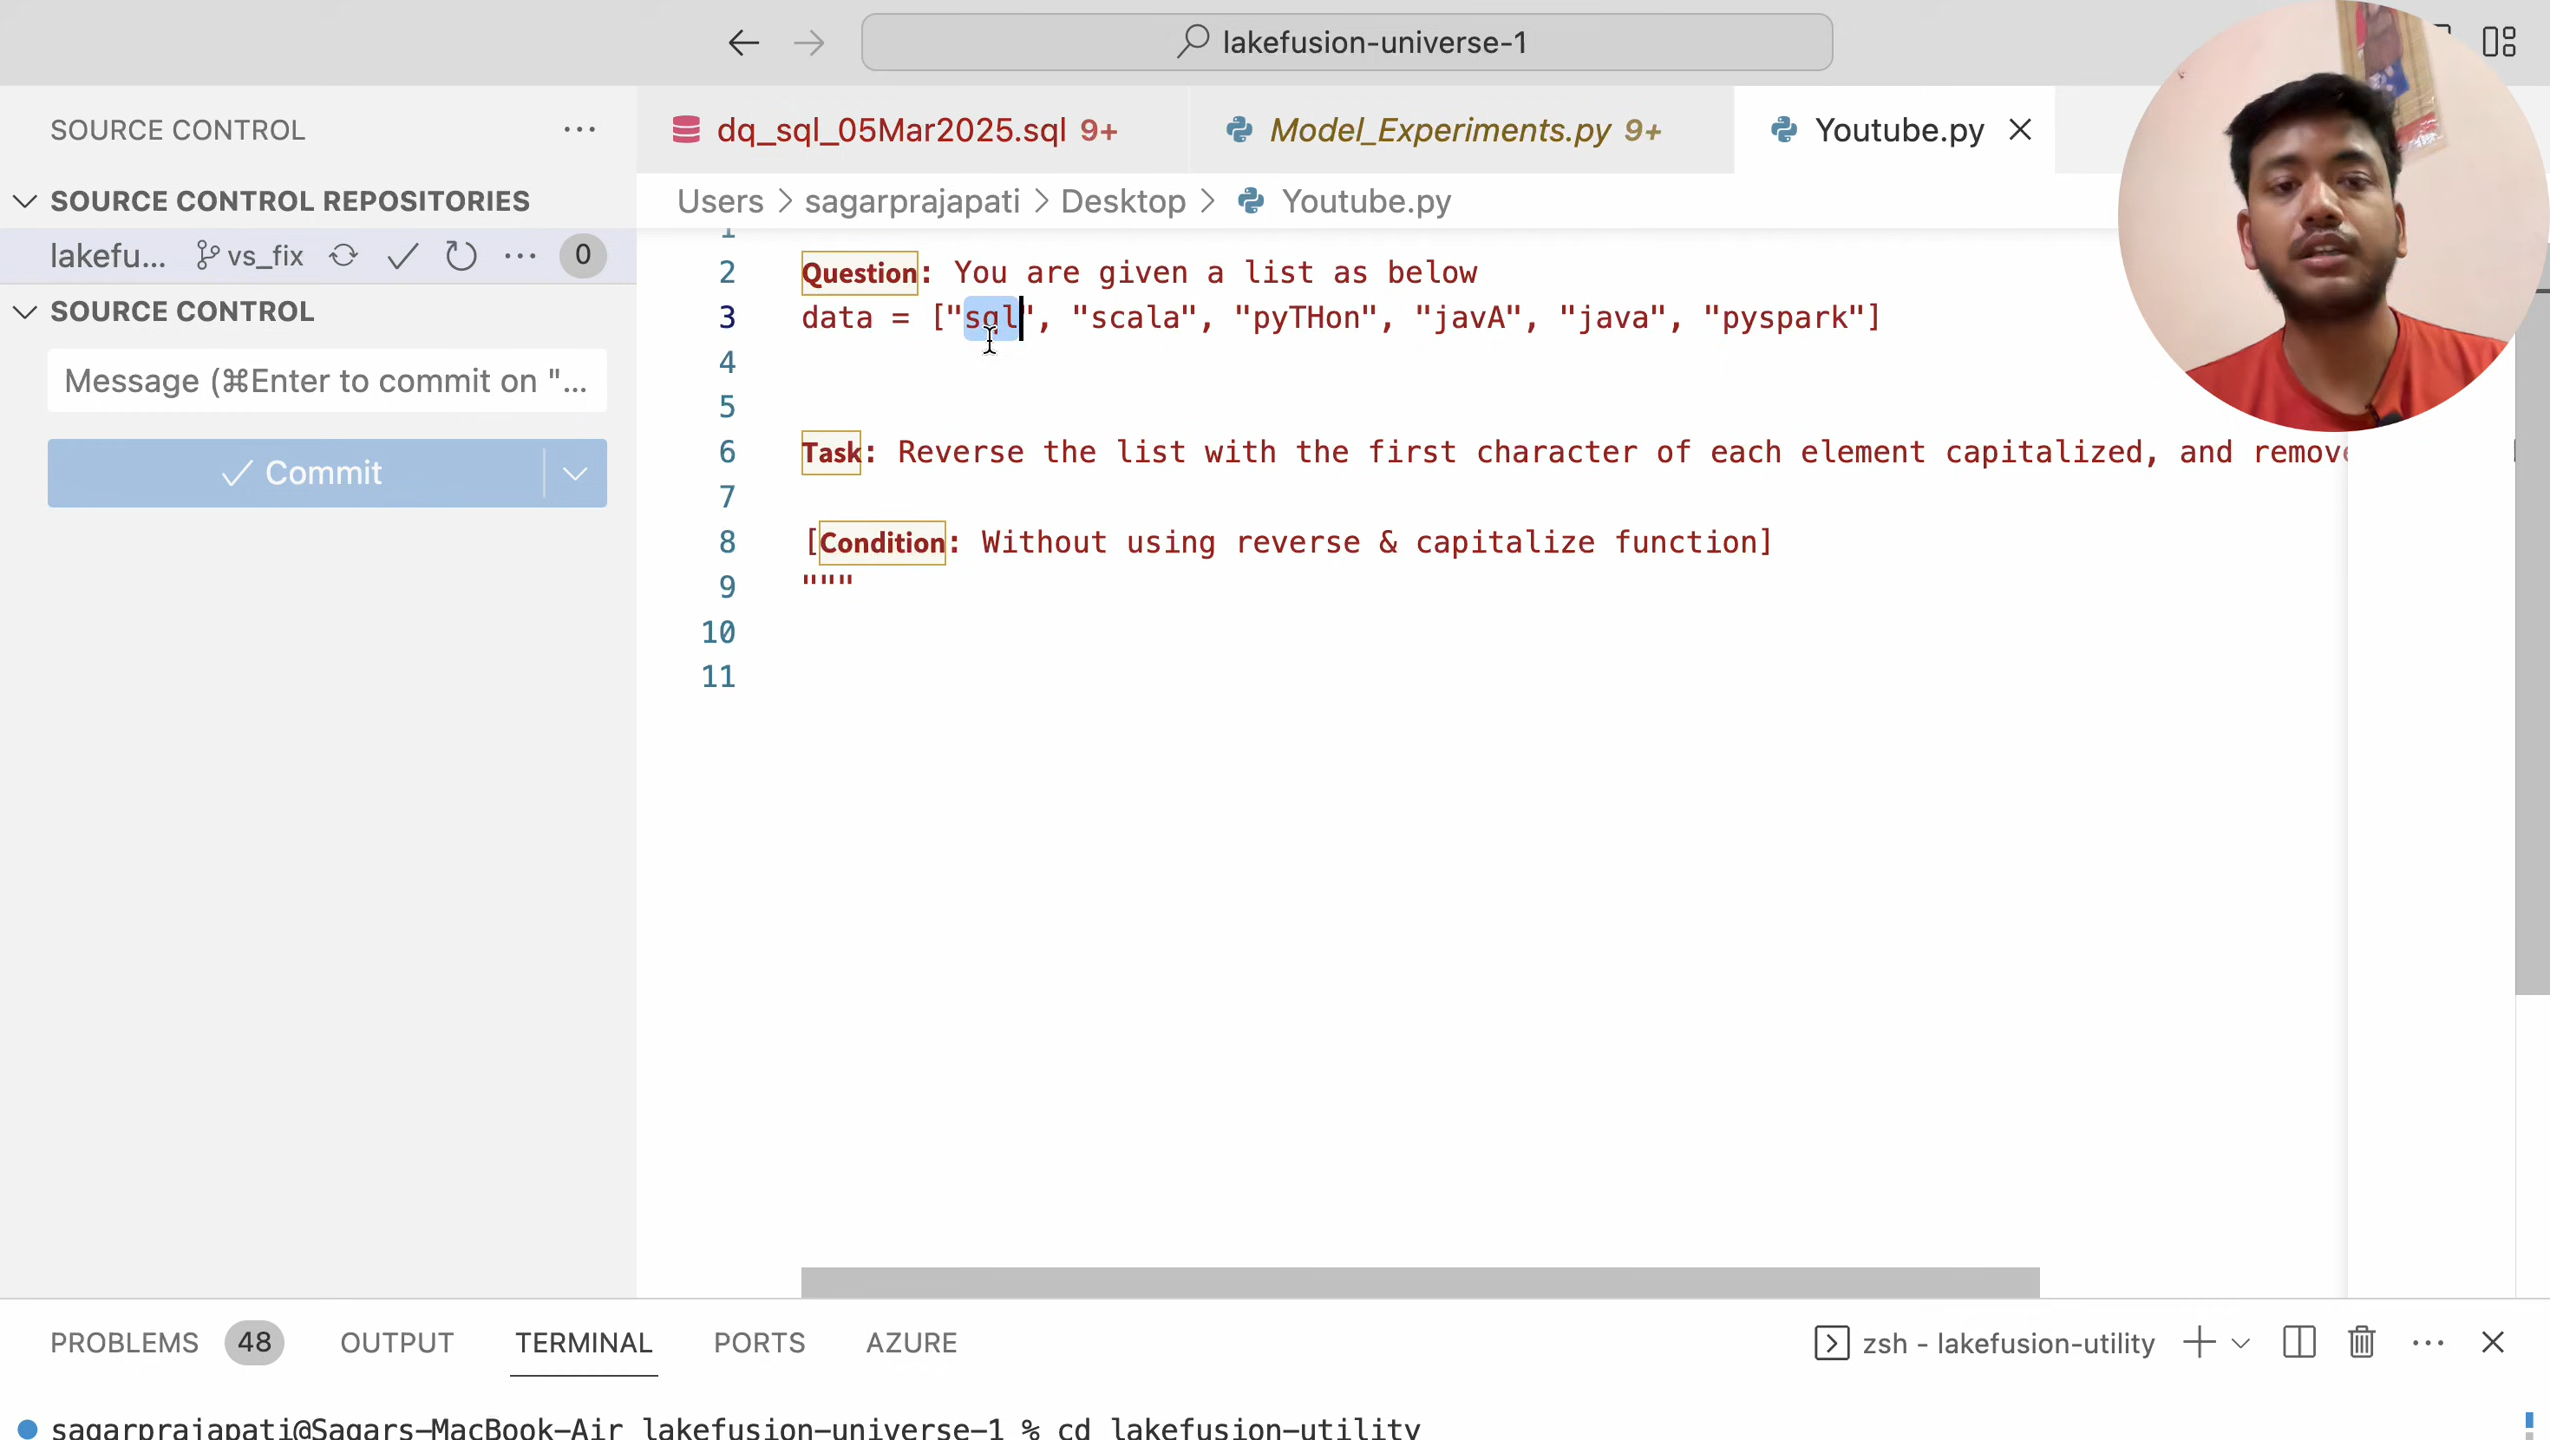 lakefusion-universe-1
SOURCE CONTROL
SOURCE CONTROL REPOSITORIES
lakefu... vs_fix 0
SOURCE CONTROL
Message (⌘Enter to commit on "...
Commit
dq_sql_05Mar2025.sql 9+
Model_Experiments.py 9+
Youtube.py
Users > sagarprajapati > Desktop > Youtube.py
1
2 Question: You are given a list as below
3 data = ["sql", "scala", "pyTHon", "javA", "java", "pyspark"]
4
5
6 Task: Reverse the list with the first character of each element capitalized, and remove
7
8 [Condition: Without using reverse & capitalize function]
9 """
10
11
PROBLEMS 48 OUTPUT TERMINAL PORTS AZURE
zsh - lakefusion-utility
sagarprajapati@Sagars-MacBook-Air lakefusion-universe-1 % cd lakefusion-utility